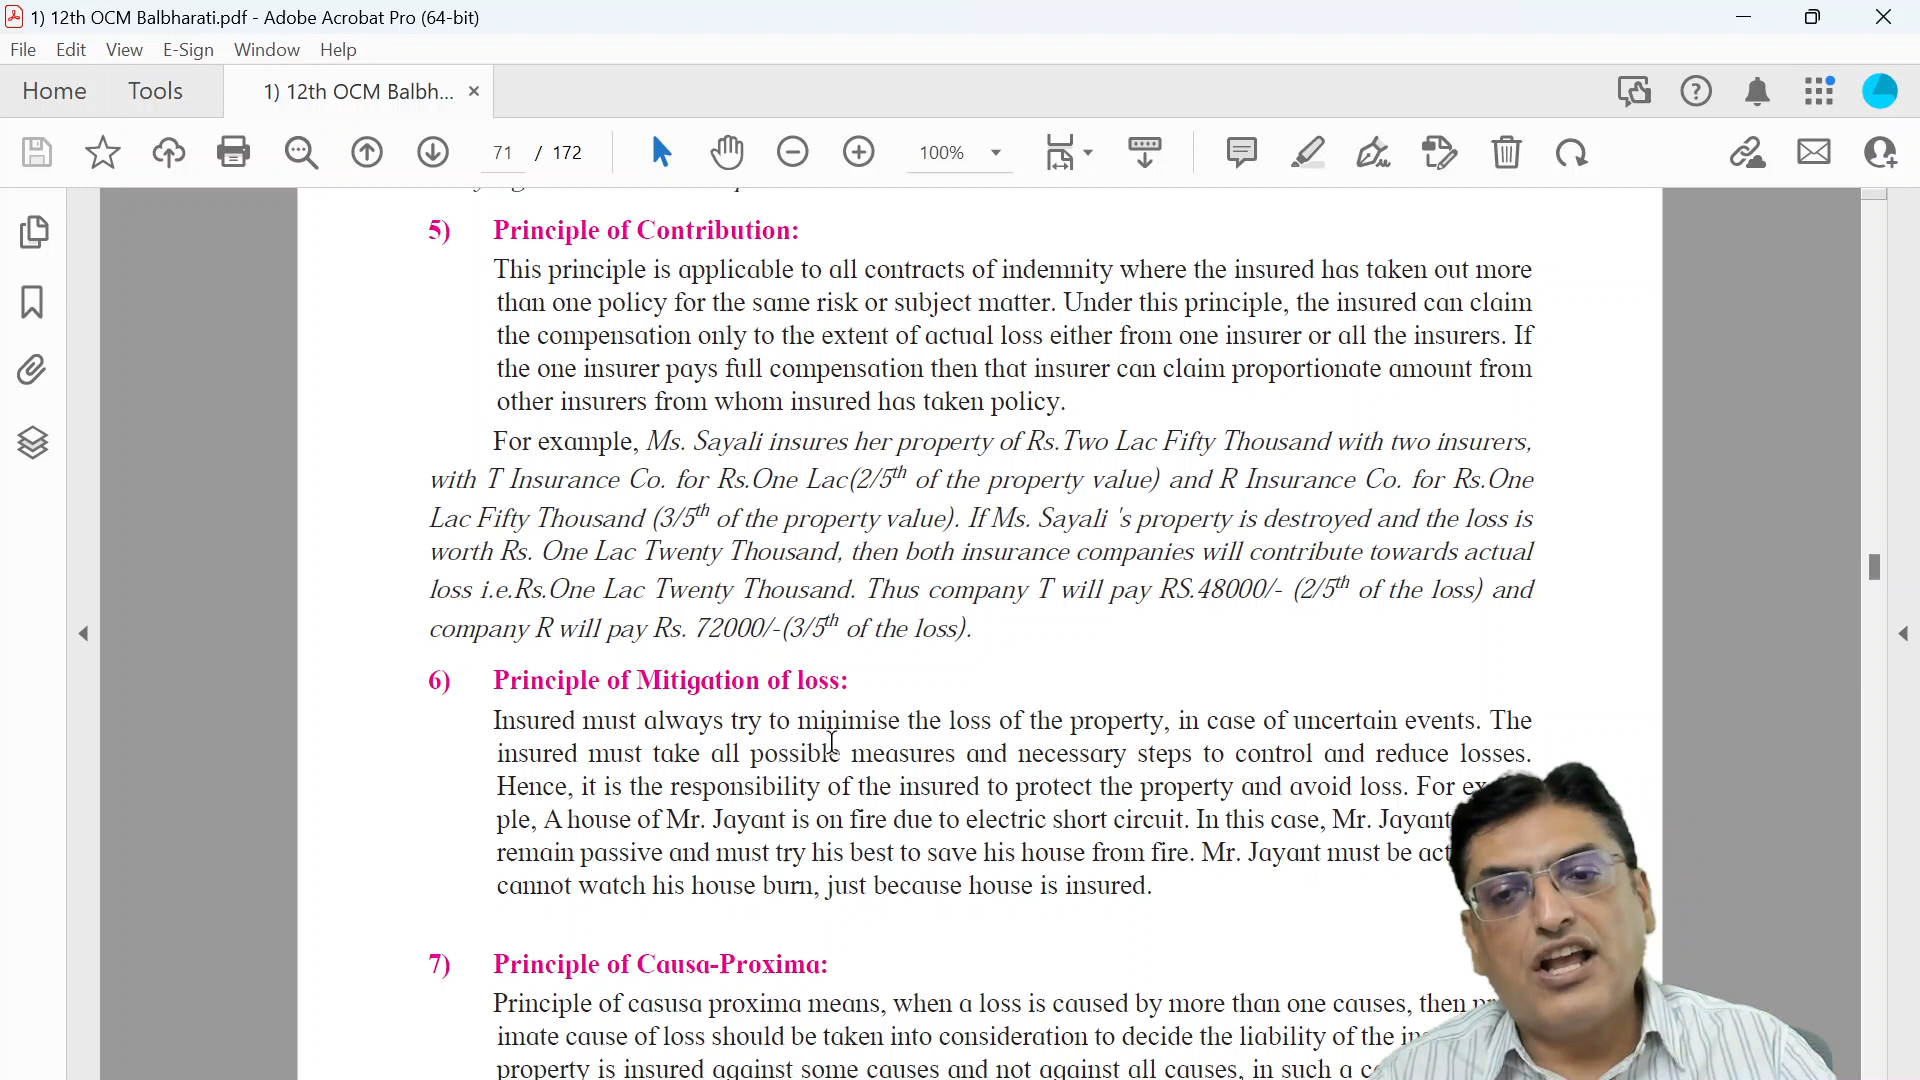 1) 12th OCM Balbharati.pdf - Adobe Acrobat Pro (64-bit)
File Edit View E-Sign Window Help
Home Tools 1) 12th OCM Balbh... ×
71 / 172 100%
5) Principle of Contribution:
This principle is applicable to all contracts of indemnity where the insured has taken out more
than one policy for the same risk or subject matter. Under this principle, the insured can claim
the compensation only to the extent of actual loss either from one insurer or all the insurers. If
the one insurer pays full compensation then that insurer can claim proportionate amount from
other insurers from whom insured has taken policy.
For example, Ms. Sayali insures her property of Rs.Two Lac Fifty Thousand with two insurers,
with T Insurance Co. for Rs.One Lac(2/5th of the property value) and R Insurance Co. for Rs.One
Lac Fifty Thousand (3/5th of the property value). If Ms. Sayali 's property is destroyed and the loss is
worth Rs. One Lac Twenty Thousand, then both insurance companies will contribute towards actual
loss i.e.Rs.One Lac Twenty Thousand. Thus company T will pay RS.48000/- (2/5th of the loss) and
company R will pay Rs. 72000/-(3/5th of the loss).
6) Principle of Mitigation of loss:
Insured must always try to minimise the loss of the property, in case of uncertain events. The
insured must take all possible measures and necessary steps to control and reduce losses.
Hence, it is the responsibility of the insured to protect the property and avoid loss. For
ple, A house of Mr. Jayant is on fire due to electric short circuit. In this case, Mr. Jayant
remain passive and must try his best to save his house from fire. Mr. Jayant must be
cannot watch his house burn, just because house is insured.
7) Principle of Causa-Proxima:
Principle of casusa proxima means, when a loss is caused by more than one causes, then
imate cause of loss should be taken into consideration to decide the liability of the
property is insured against some causes and not against all causes, in such a